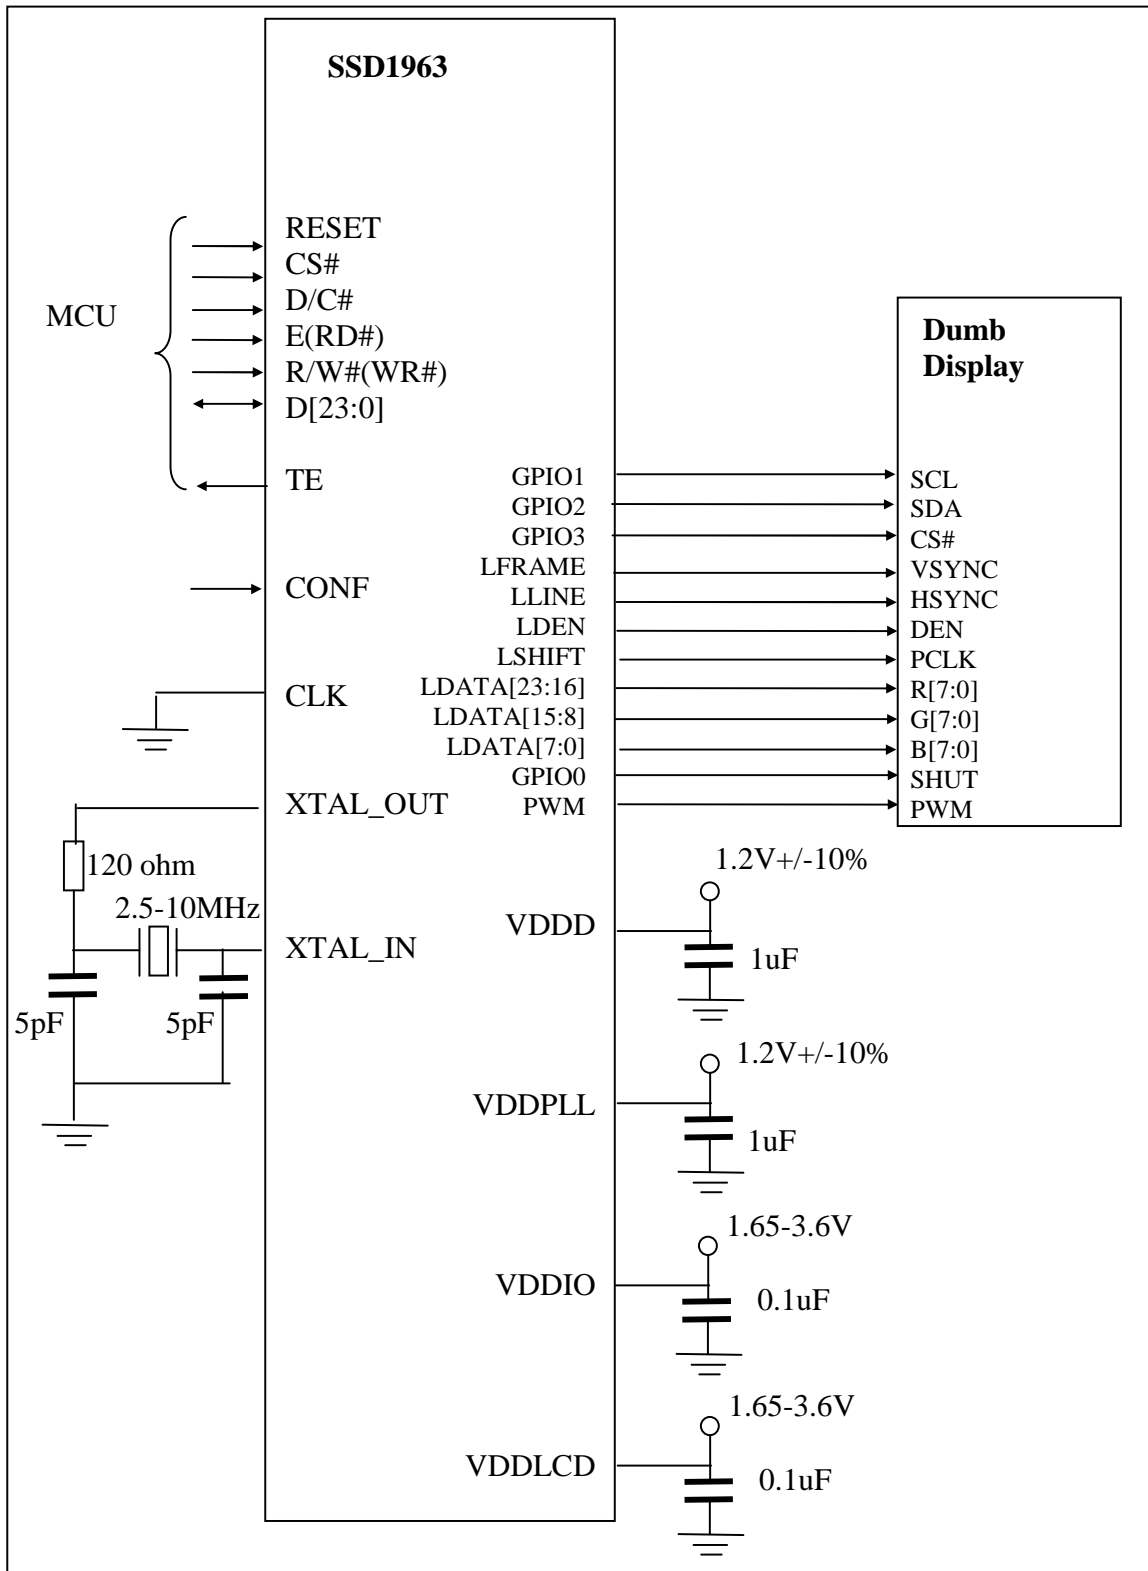 SSD1963
MCU
RESET
CS#
D/C#
E(RD#)
R/W#(WR#)
D[23:0]
TE
CONF
CLK
XTAL_OUT
120 ohm
2.5-10MHz
XTAL_IN
5pF
5pF
GPIO1
GPIO2
GPIO3
LFRAME
LLINE
LDEN
LSHIFT
LDATA[23:16]
LDATA[15:8]
LDATA[7:0]
GPIO0
PWM
Dumb
Display
SCL
SDA
CS#
VSYNC
HSYNC
DEN
PCLK
R[7:0]
G[7:0]
B[7:0]
SHUT
PWM
1.2V+/-10%
VDDD
1uF
1.2V+/-10%
VDDPLL
1uF
1.65-3.6V
VDDIO
0.1uF
1.65-3.6V
VDDLCD
0.1uF